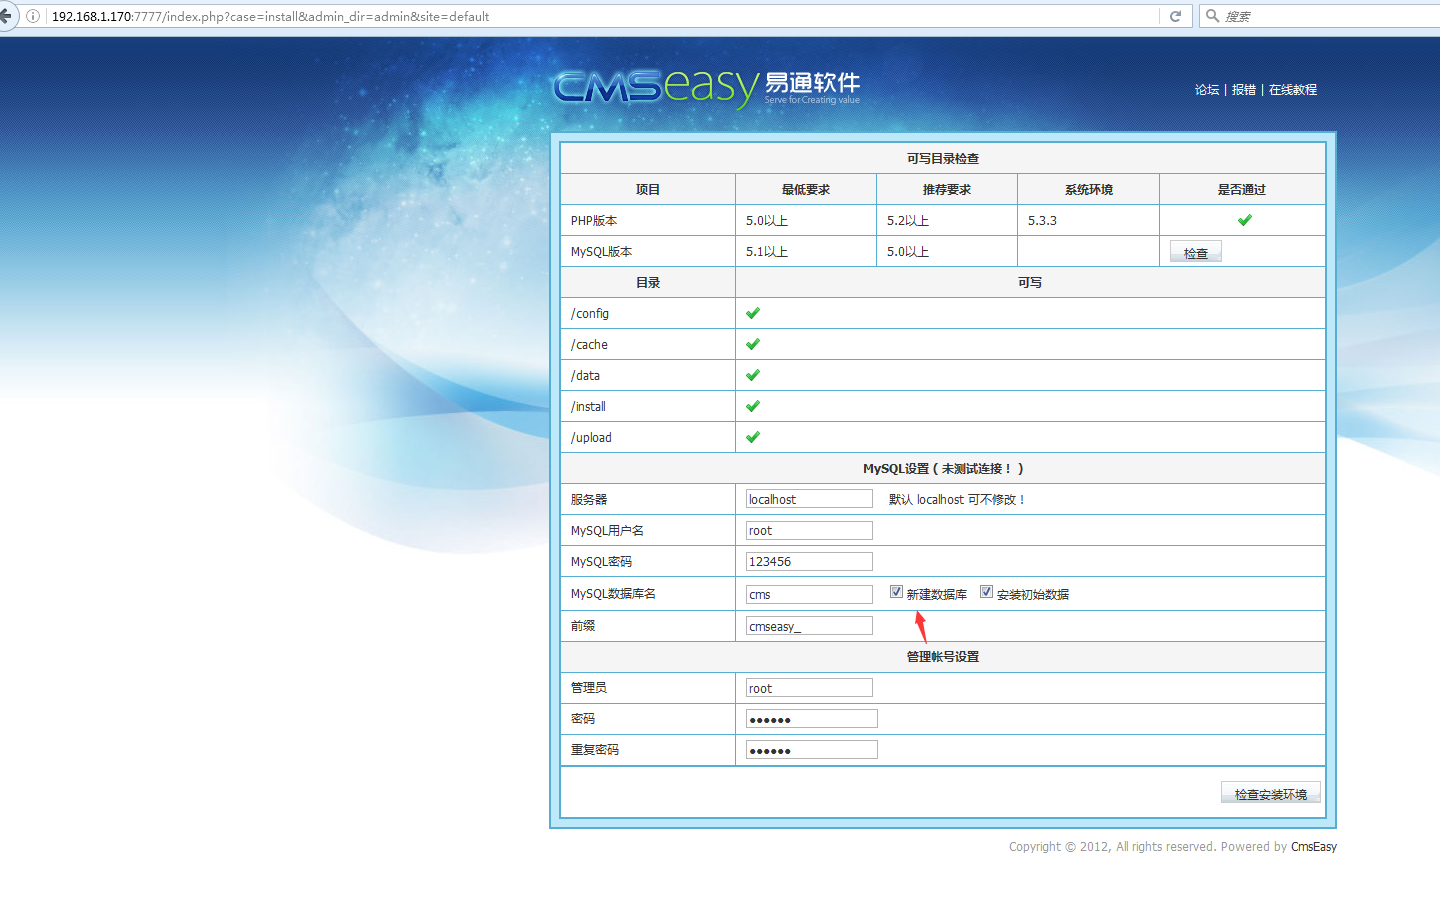 192.168.1.170:7777/index.php?case=install&admin_dir=admin&site=default
搜索
CMSeasy 易通软件
Serve for Creating value
论坛 | 报错 | 在线教程
可写目录检查
项目 最低要求 推荐要求 系统环境 是否通过
PHP版本 5.0以上 5.2以上 5.3.3
MySQL版本 5.1以上 5.0以上 检查
目录 可写
/config
/cache
/data
/install
/upload
MySQL设置 ( 未测试连接！ )
服务器 localhost 默认 localhost 可不修改！
MySQL用户名 root
MySQL密码 123456
MySQL数据库名 cms 新建数据库 安装初始数据
前缀 cmseasy_
管理帐号设置
管理员 root
密码 ●●●●●●
重复密码 ●●●●●●
检查安装环境
Copyright © 2012, All rights reserved. Powered by CmsEasy